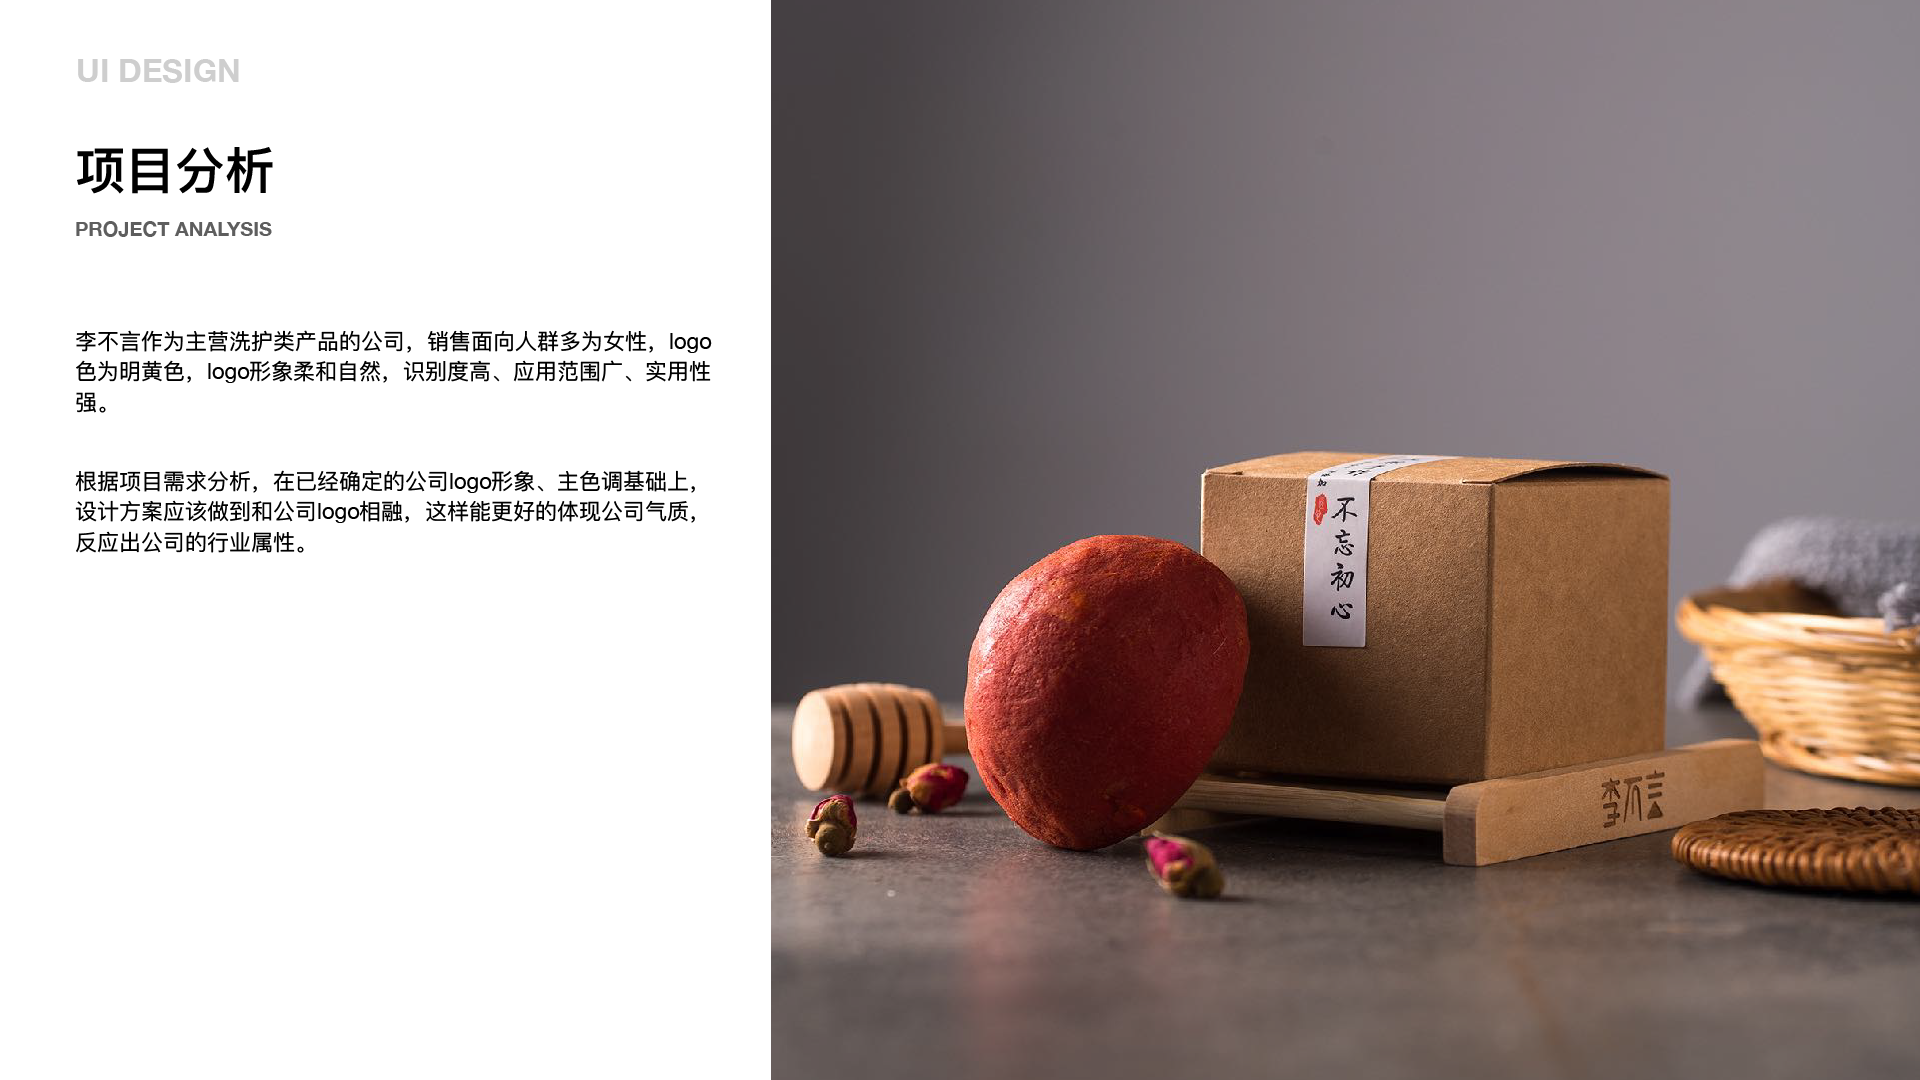 UI DESIGN
项目分析
PROJECT ANALYSIS
李不言作为主营洗护类产品的公司，销售面向人群多为女性，logo
色为明黄色，logo形象柔和自然，识别度高、应用范围广、实用性
强。
根据项目需求分析，在已经确定的公司logo形象、主色调基础上，
设计方案应该做到和公司logo相融，这样能更好的体现公司气质，
反应出公司的行业属性。
不忘初心
李不言